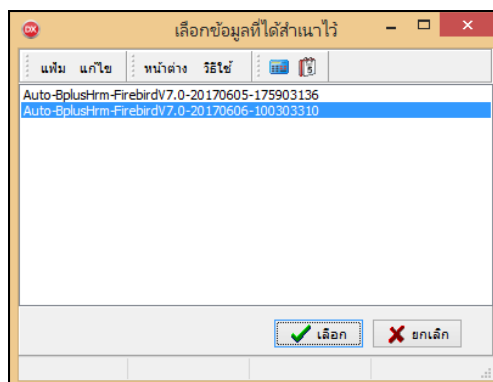 เลือกข้อมูลที่ได้สำเนาไว้
แฟ้ม แก้ไข หน้าต่าง วิธีใช้
Auto-BplusHrm-FirebirdV7.0-20170605-175903136
Auto-BplusHrm-FirebirdV7.0-20170606-100303310
เลือก ยกเลิก